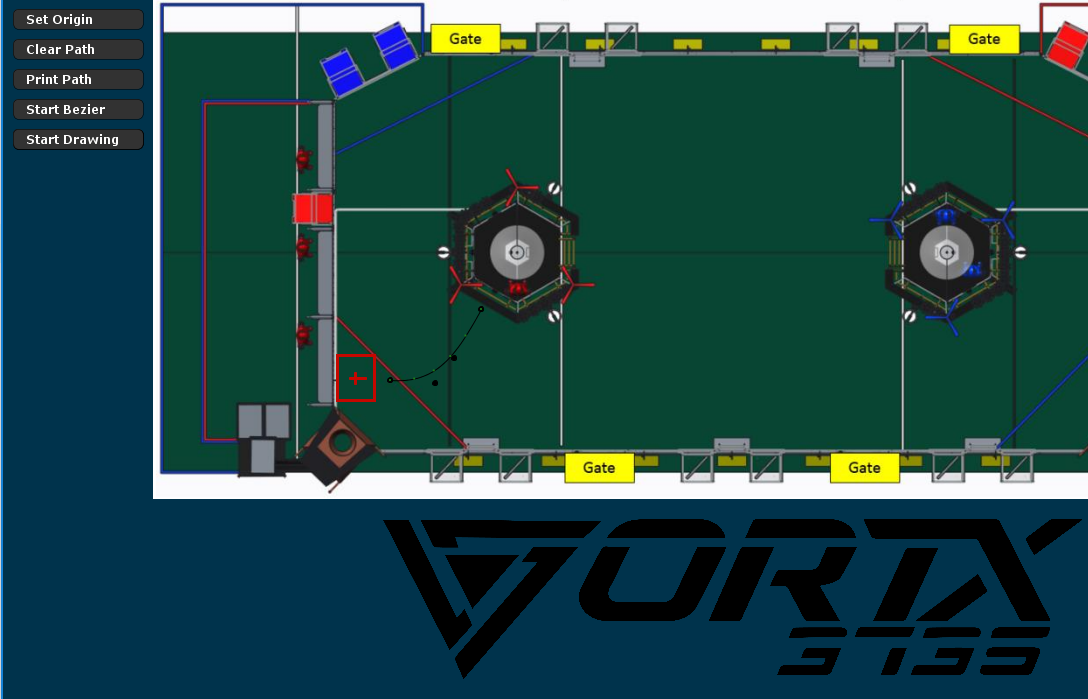 Set Origin
Clear Path
Print Path
Start Bezier
Start Drawing
Gate
Gate
Gate
Gate
VORTX
3735